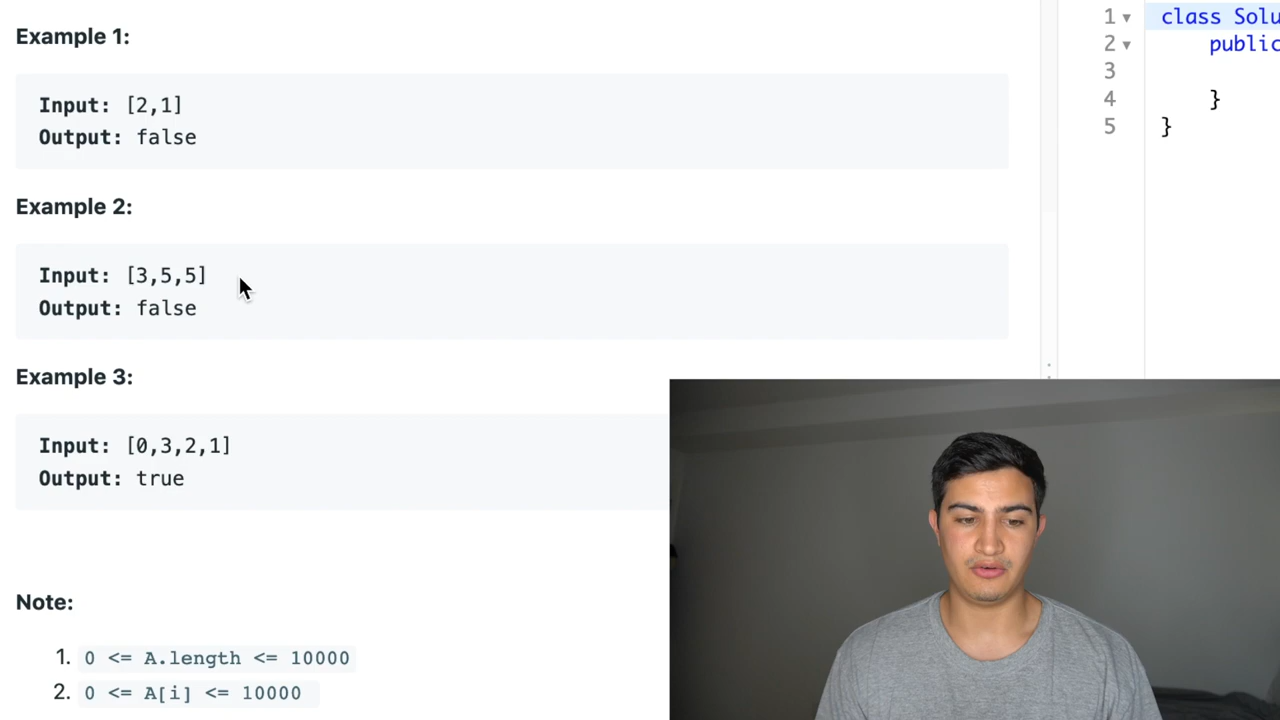 Example 1:
Input: [2,1]
Output: false
Example 2:
Input: [3,5,5]
Output: false
Example 3:
Input: [0,3,2,1]
Output: true
Note:
1. 0 <= A.length <= 10000
2. 0 <= A[i] <= 10000
1 class Solu
2 public
3
4 }
5 }